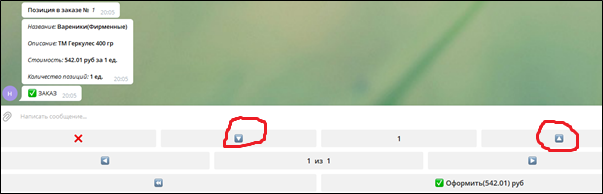 Позиция в заказе № 1
20:05
Название: Вареники(Фирменные)
Описание: ТМ Геркулес 400 гр
Стоимость: 542.01 руб за 1 ед.
Количество позиций: 1 ед.
20:05
Н
✅ ЗАКАЗ 20:05
Написать сообщение...
1
1 из 1
✅ Оформить(542.01) руб